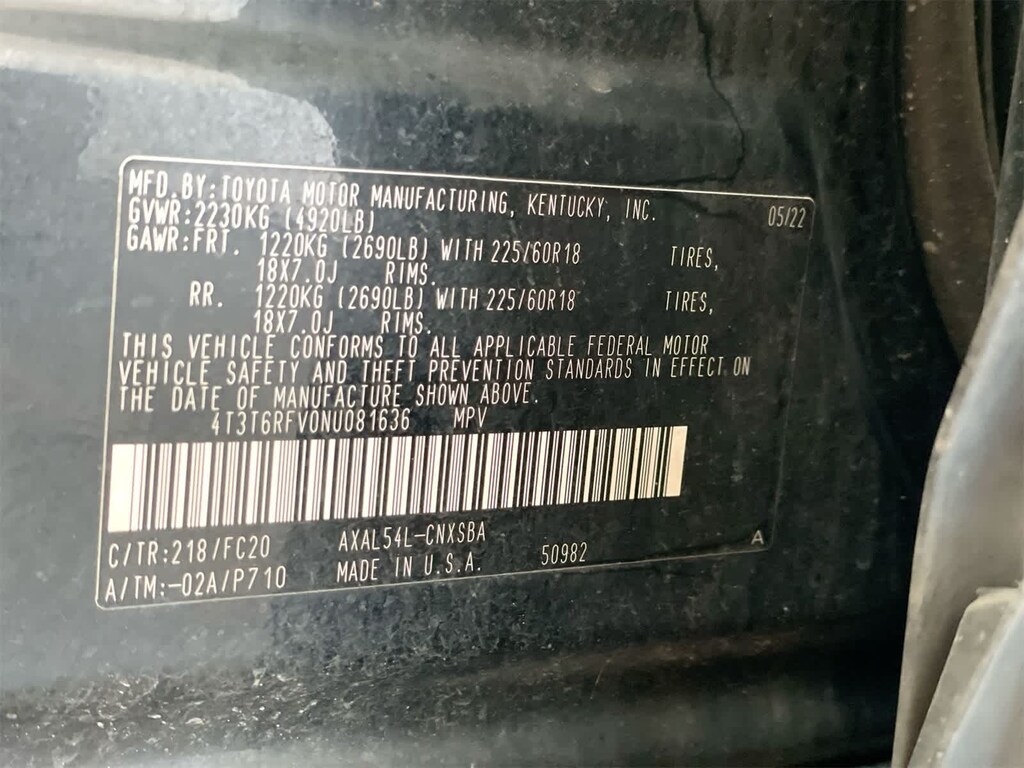 MFD.BY:TOYOTA MOTOR MANUFACTURING, KENTUCKY, INC. 05/22
GVWR:2230KG (4920LB)
GAWR:FRT. 1220KG (2690LB) WITH 225/60R18 TIRES,
18X7.0J RIMS.
RR. 1220KG (2690LB) WITH 225/60R18 TIRES,
18X7.0J RIMS.
THIS VEHICLE CONFORMS TO ALL APPLICABLE FEDERAL MOTOR
VEHICLE SAFETY AND THEFT PREVENTION STANDARDS IN EFFECT ON
THE DATE OF MANUFACTURE SHOWN ABOVE.
4T3T6RFV0NU081636 MPV
C/TR:218/FC20 AXAL54L-CNXSBA A
A/TM:-02A/P710 MADE IN U.S.A. 50982